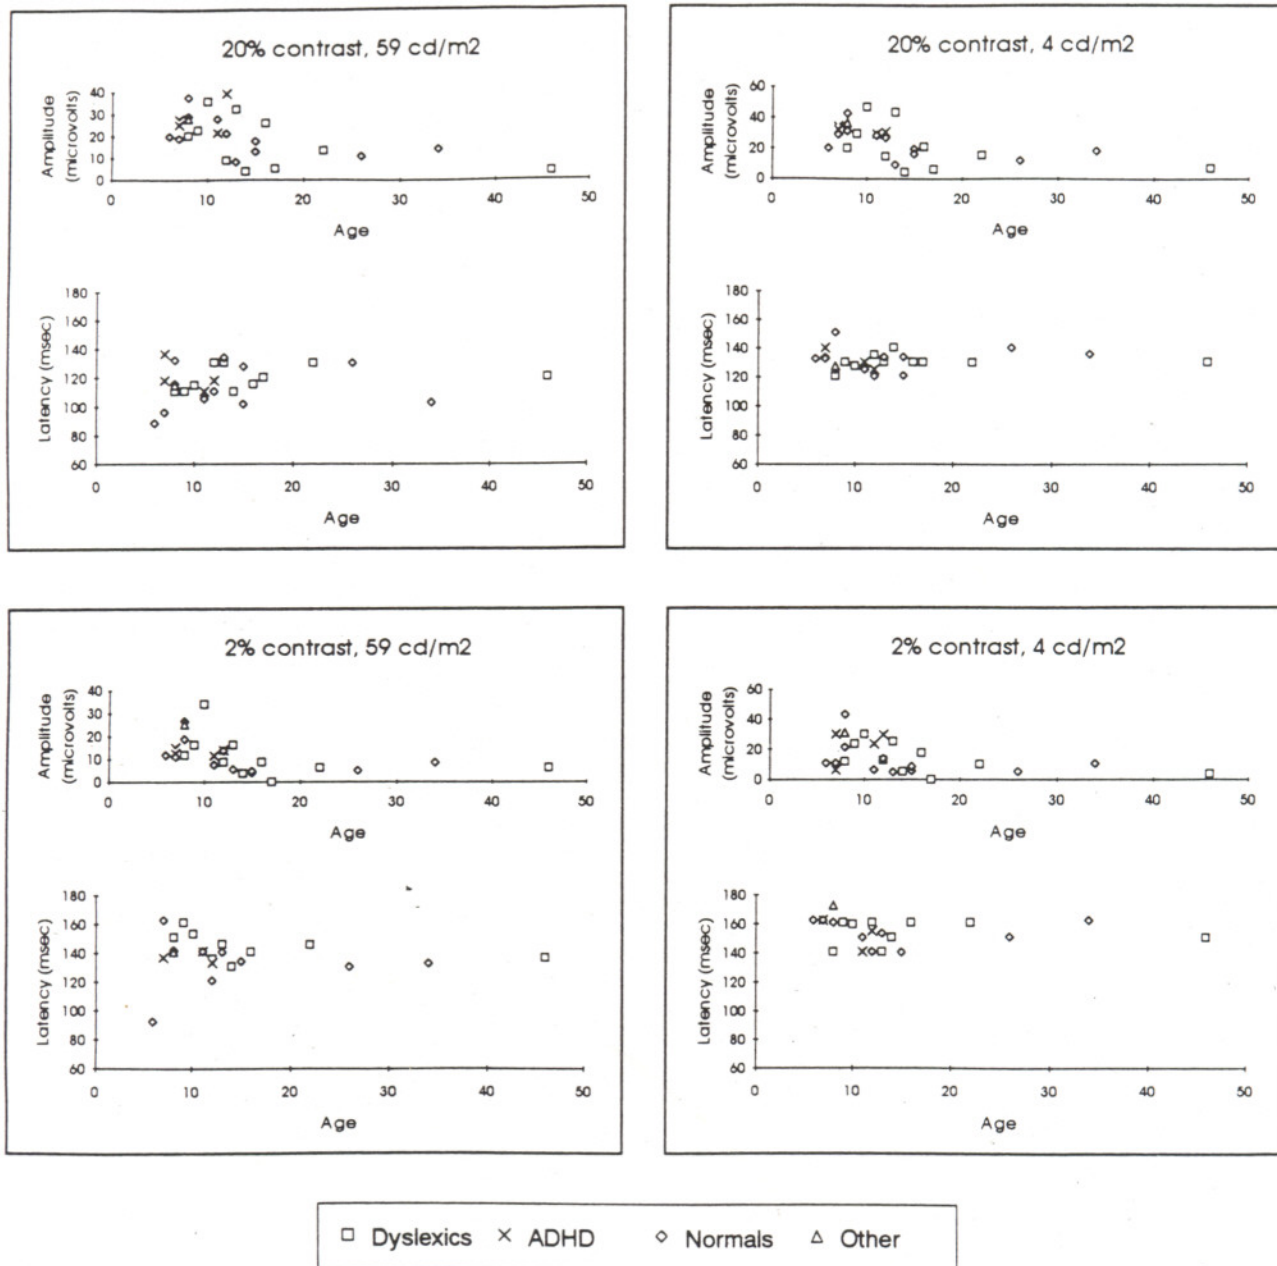 20% contrast, 59 cd/m2
Amplitude
(microvolts)
40
30
20
10
0
0 10 20 30 40 50
Age
Latency (msec)
180
160
140
120
100
80
60
0 10 20 30 40 50
Age
20% contrast, 4 cd/m2
Amplitude
(microvolts)
60
40
20
0
0 10 20 30 40 50
Age
Latency (msec)
180
160
140
120
100
80
60
0 10 20 30 40 50
Age
2% contrast, 59 cd/m2
Amplitude
(microvolts)
40
30
20
10
0
0 10 20 30 40 50
Age
Latency (msec)
180
160
140
120
100
80
60
0 10 20 30 40 50
Age
2% contrast, 4 cd/m2
Amplitude
(microvolts)
60
40
20
0
0 10 20 30 40 50
Age
Latency (msec)
180
160
140
120
100
80
60
0 10 20 30 40 50
Age
Dyslexics ADHD Normals Other